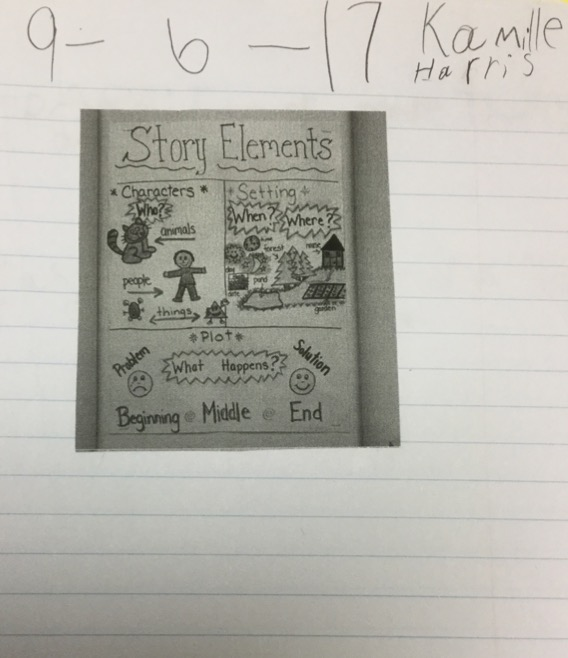 9- 6 -17 Kamille
Harris
Story Elements
* Characters *
Who?
animals
people
things
* Setting *
When? Where?
forest
pond
garden
* Plot *
Problem
What Happens?
Solution
Beginning @ Middle @ End